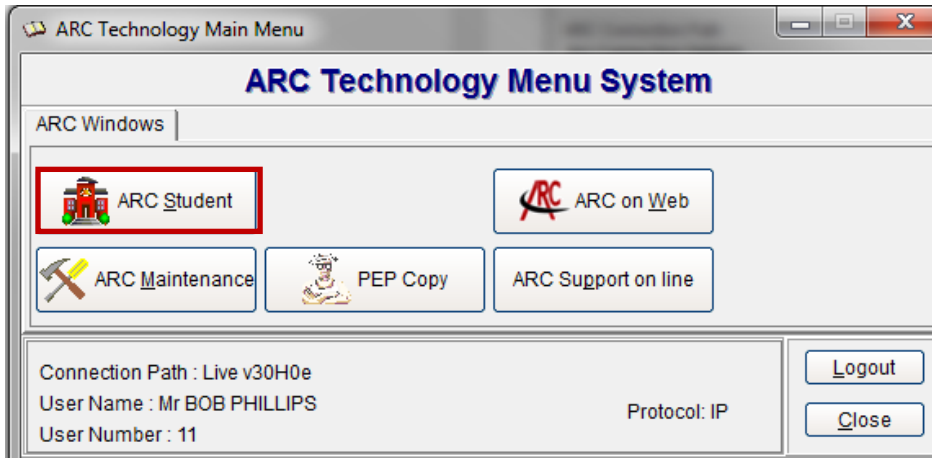 ARC Technology Main Menu
ARC Technology Menu System
ARC Windows
ARC Student
ARC ARC on Web
ARC Maintenance
PEP Copy
ARC Support on line
Connection Path : Live v30H0e
User Name : Mr BOB PHILLIPS
User Number : 11
Protocol: IP
Logout
Close